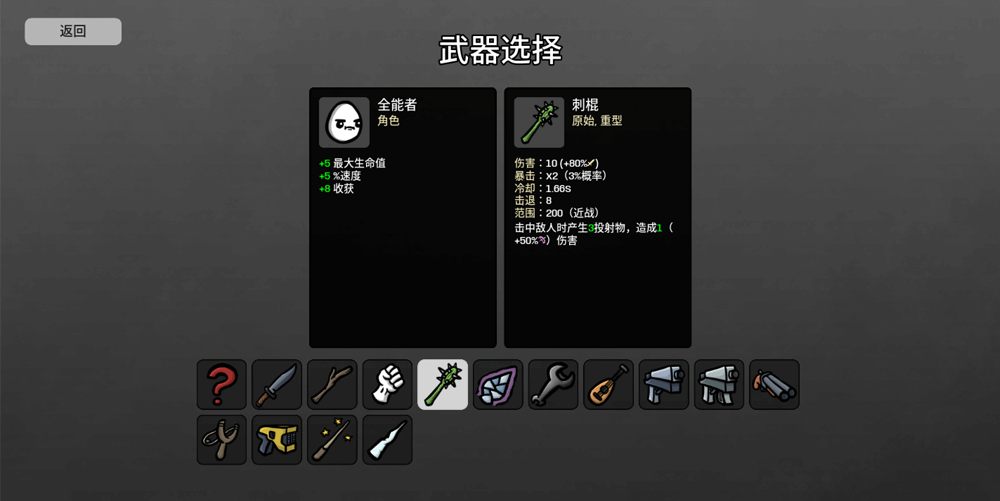 返回
武器选择
全能者
角色
+5 最大生命值
+5 %速度
+8 收获
刺棍
原始, 重型
伤害：10 (+80%)
暴击：x2（3%概率）
冷却：1.66s
击退：8
范围：200（近战）
击中敌人时产生3投射物，造成1（
+50%）伤害